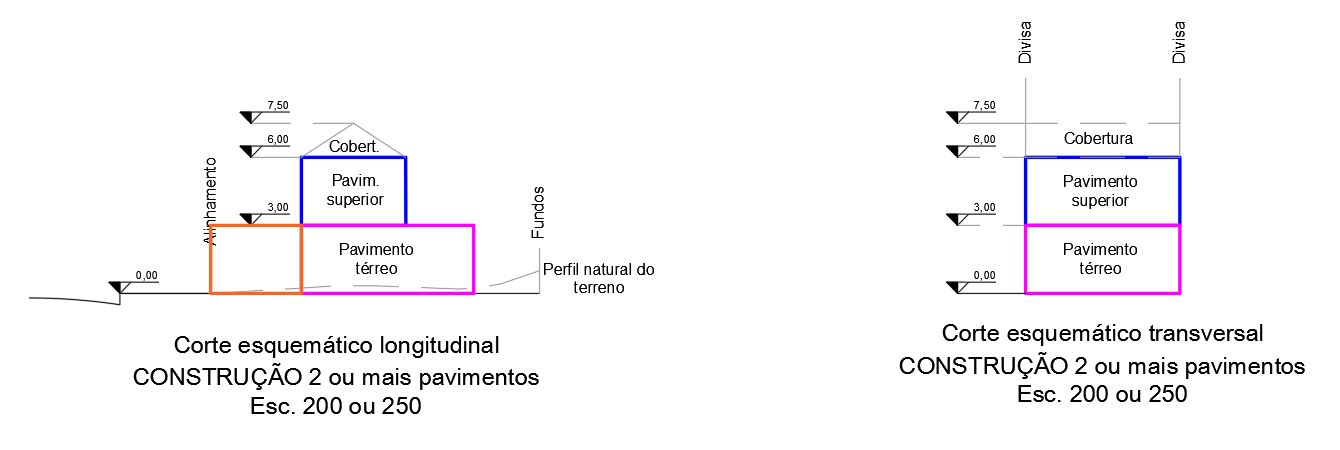 7,50
6,00
Cobert.
Pavim.
superior
3,00
Alinhamento
Pavimento
térreo
Fundos
Perfil natural do
terreno
0,00
Corte esquemático longitudinal
CONSTRUÇÃO 2 ou mais pavimentos
Esc. 200 ou 250
Divisa
Divisa
7,50
Cobertura
6,00
Pavimento
superior
3,00
Pavimento
térreo
0,00
Corte esquemático transversal
CONSTRUÇÃO 2 ou mais pavimentos
Esc. 200 ou 250